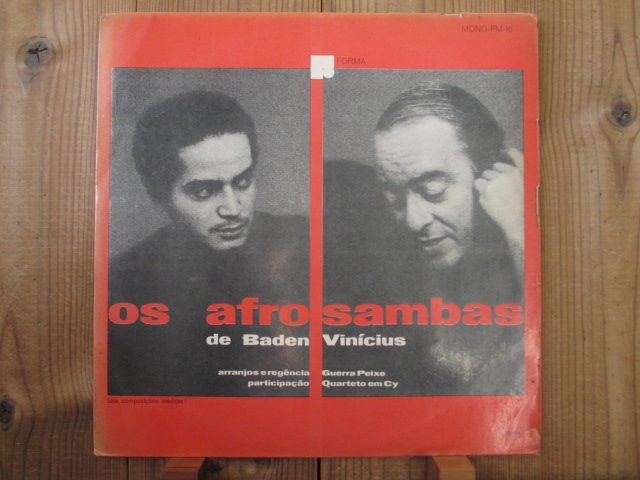 MONO FM-16
FORMA
os afrosambas
de Baden Vinícius
arranjos e regência Guerra Peixe
participação Quarteto em Cy